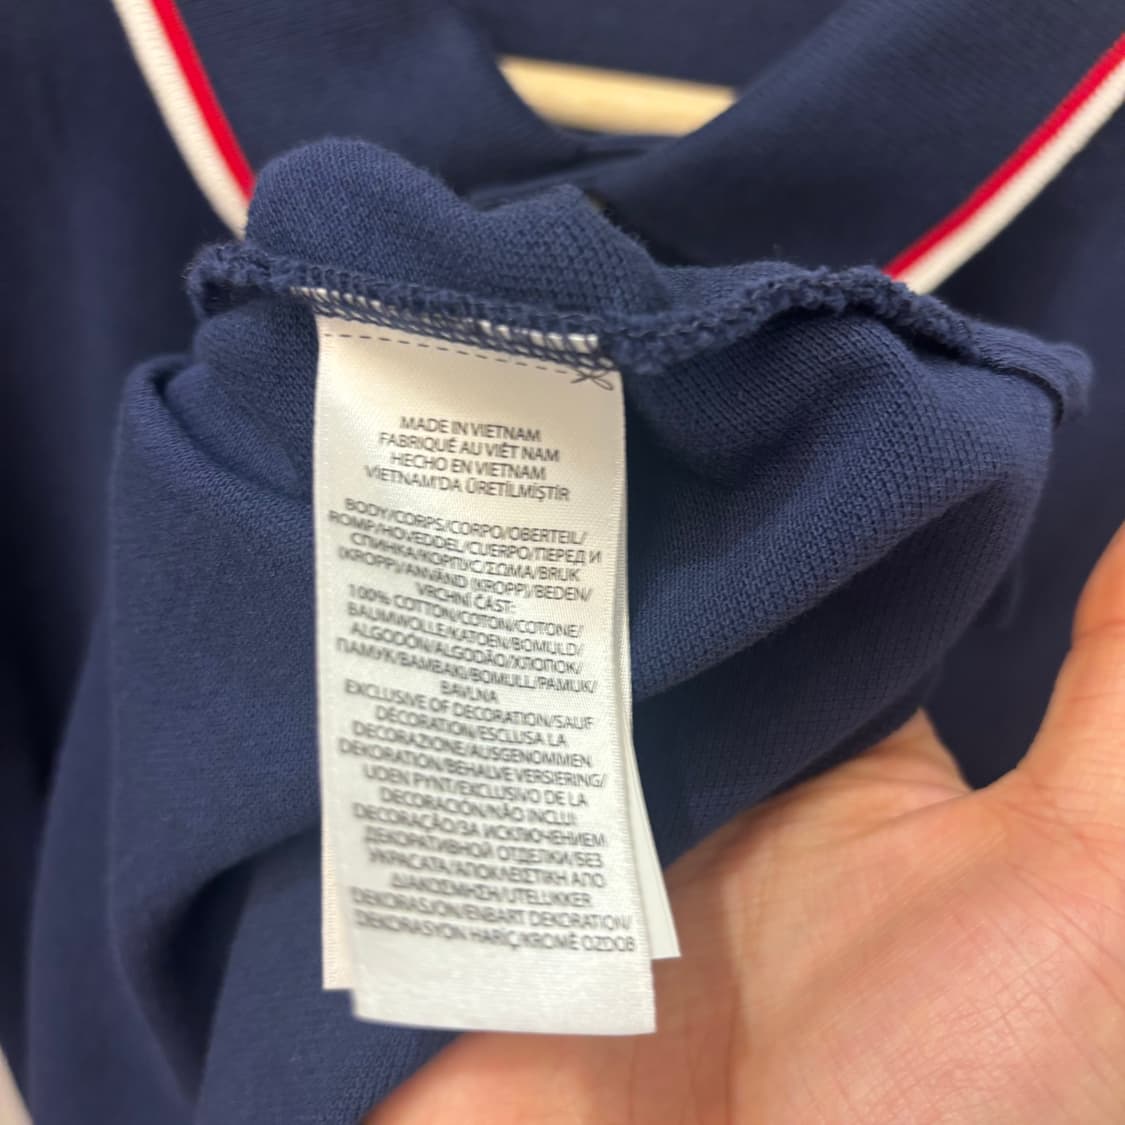 MADE IN VIETNAM
FABRIQUÉ AU VIÊT NAM
HECHO EN VIETNAM
VİETNAM'DA ÜRETİLMİŞTİR
BODY/CORPS/CORPO/OBERTEIL/
ROMP/HOVEDDEL/CUERPO/ПЕРЕД И
СПИНКА/КОРПУС/ΣΩΜΑ/BRUK
(KROPP)/ANVÄND (KROPP)/BEDEN/
VRCHNÍ ČÁST:
100% COTTON/COTON/COTONE/
BAUMWOLLE/KATOEN/BOMULD/
ALGODÓN/ALGODÃO/ХЛОПОК/
ПАМУК/ΒΑΜΒΑΚΙ/BOMULL/PAMUK/
BAVLNA
EXCLUSIVE OF DECORATION/SAUF
DÉCORATION/ESCLUSA LA
DECORAZIONE/AUSGENOMMEN
DEKORATION/BEHALVE VERSIERING/
UDEN PYNT/EXCLUSIVO DE LA
DECORACIÓN/NÃO INCLUI
DECORAÇÃO/ЗА ИСКЛЮЧЕНИЕМ
ДЕКОРАТИВНОЙ ОТДЕЛКИ/БЕЗ
УКРАСАТА/ΑΠΟΚΛΕΙΣΤΙΚΗ ΑΠΟ
ΔΙΑΚΟΣΜΗΣΗ/UTELUKKER
DEKORASJON/ENBART DEKORATION/
DEKORASYON HARİÇ/KROMĚ OZDOB